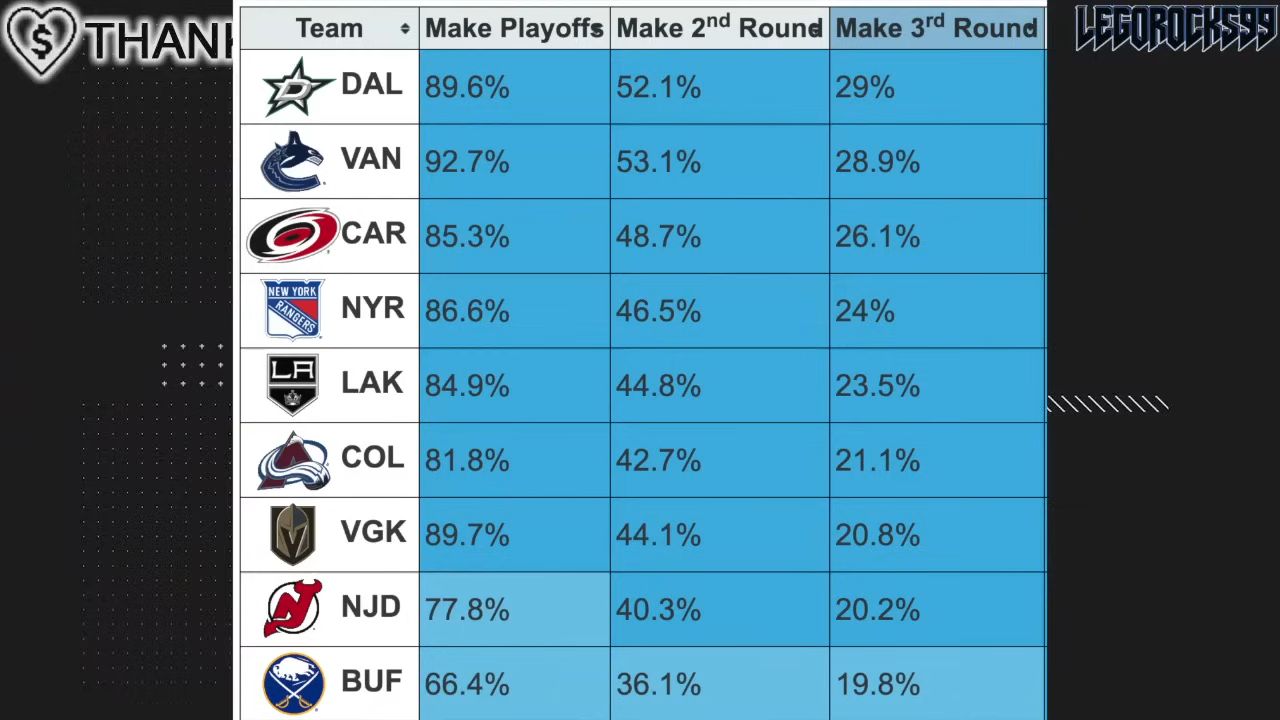 THANK
LEGOROCKS99
Team Make Playoffs Make 2nd Round Make 3rd Round
DAL 89.6% 52.1% 29%
VAN 92.7% 53.1% 28.9%
CAR 85.3% 48.7% 26.1%
NEW YORK
RANGERS
NYR 86.6% 46.5% 24%
LA
LAK 84.9% 44.8% 23.5%
COL 81.8% 42.7% 21.1%
VGK 89.7% 44.1% 20.8%
NJD 77.8% 40.3% 20.2%
BUF 66.4% 36.1% 19.8%